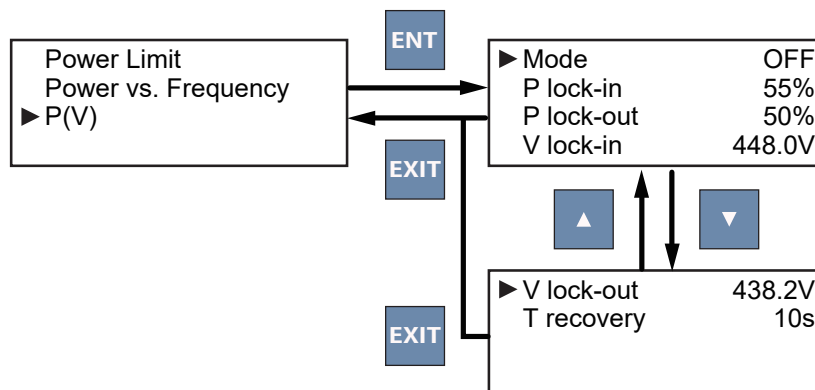 ENT
Power Limit
Power vs. Frequency
▶ P(V)
▶ Mode OFF
P lock-in 55%
P lock-out 50%
V lock-in 448.0V
EXIT
▲ ▼
▶ V lock-out 438.2V
T recovery 10s
EXIT